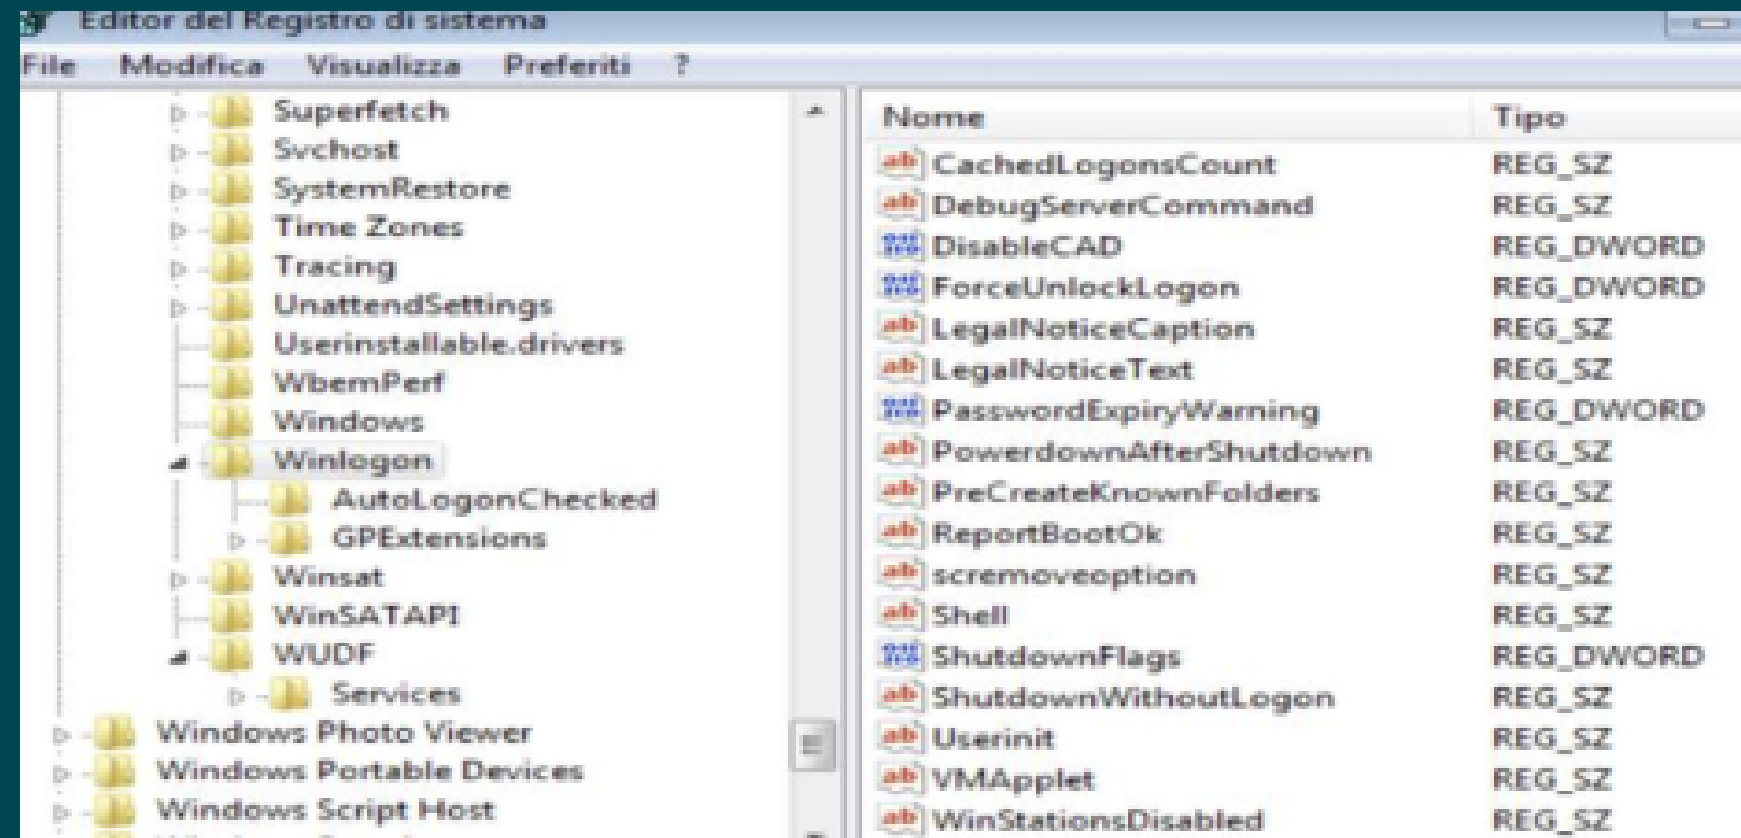 Editor del Registro di sistema
File Modifica Visualizza Preferiti ?
Superfetch
Svchost
SystemRestore
Time Zones
Tracing
UnattendSettings
Userinstallable.drivers
WbemPerf
Windows
Winlogon
AutoLogonChecked
GPExtensions
Winsat
WinSATAPI
WUDF
Services
Windows Photo Viewer
Windows Portable Devices
Windows Script Host
Nome Tipo
CachedLogonsCount REG_SZ
DebugServerCommand REG_SZ
DisableCAD REG_DWORD
ForceUnlockLogon REG_DWORD
LegalNoticeCaption REG_SZ
LegalNoticeText REG_SZ
PasswordExpiryWarning REG_DWORD
PowerdownAfterShutdown REG_SZ
PreCreateKnownFolders REG_SZ
ReportBootOk REG_SZ
scremoveoption REG_SZ
Shell REG_SZ
ShutdownFlags REG_DWORD
ShutdownWithoutLogon REG_SZ
Userinit REG_SZ
VMApplet REG_SZ
WinStationsDisabled REG_SZ